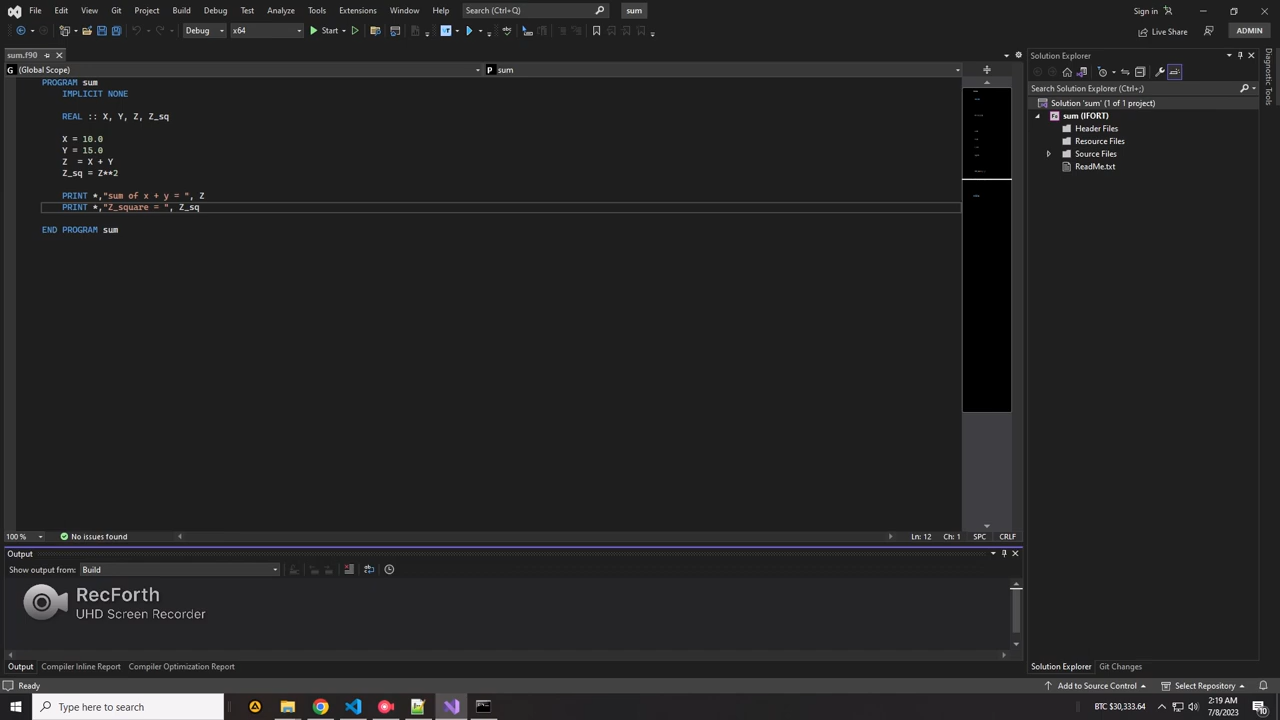 File Edit View Git Project Build Debug Test Analyze Tools Extensions Window Help Search (Ctrl+Q) sum Sign in
Debug x64 Start Live Share ADMIN
sum.f90
(Global Scope) sum
PROGRAM sum
IMPLICIT NONE
REAL :: X, Y, Z, Z_sq
X = 10.0
Y = 15.0
Z  = X + Y
Z_sq = Z**2
PRINT *,"sum of x + y = ", Z
PRINT *,"Z_square = ", Z_sq
END PROGRAM sum
100 % No issues found Ln: 12 Ch: 1 SPC CRLF
Output
Show output from: Build
RecForth
UHD Screen Recorder
Output Compiler Inline Report Compiler Optimization Report
Solution Explorer
Search Solution Explorer (Ctrl+;)
Solution 'sum' (1 of 1 project)
sum (IFORT)
Header Files
Resource Files
Source Files
ReadMe.txt
Solution Explorer Git Changes
Diagnostic Tools
Ready Add to Source Control Select Repository
Type here to search BTC $30,333.64 2:19 AM
7/8/2023
10